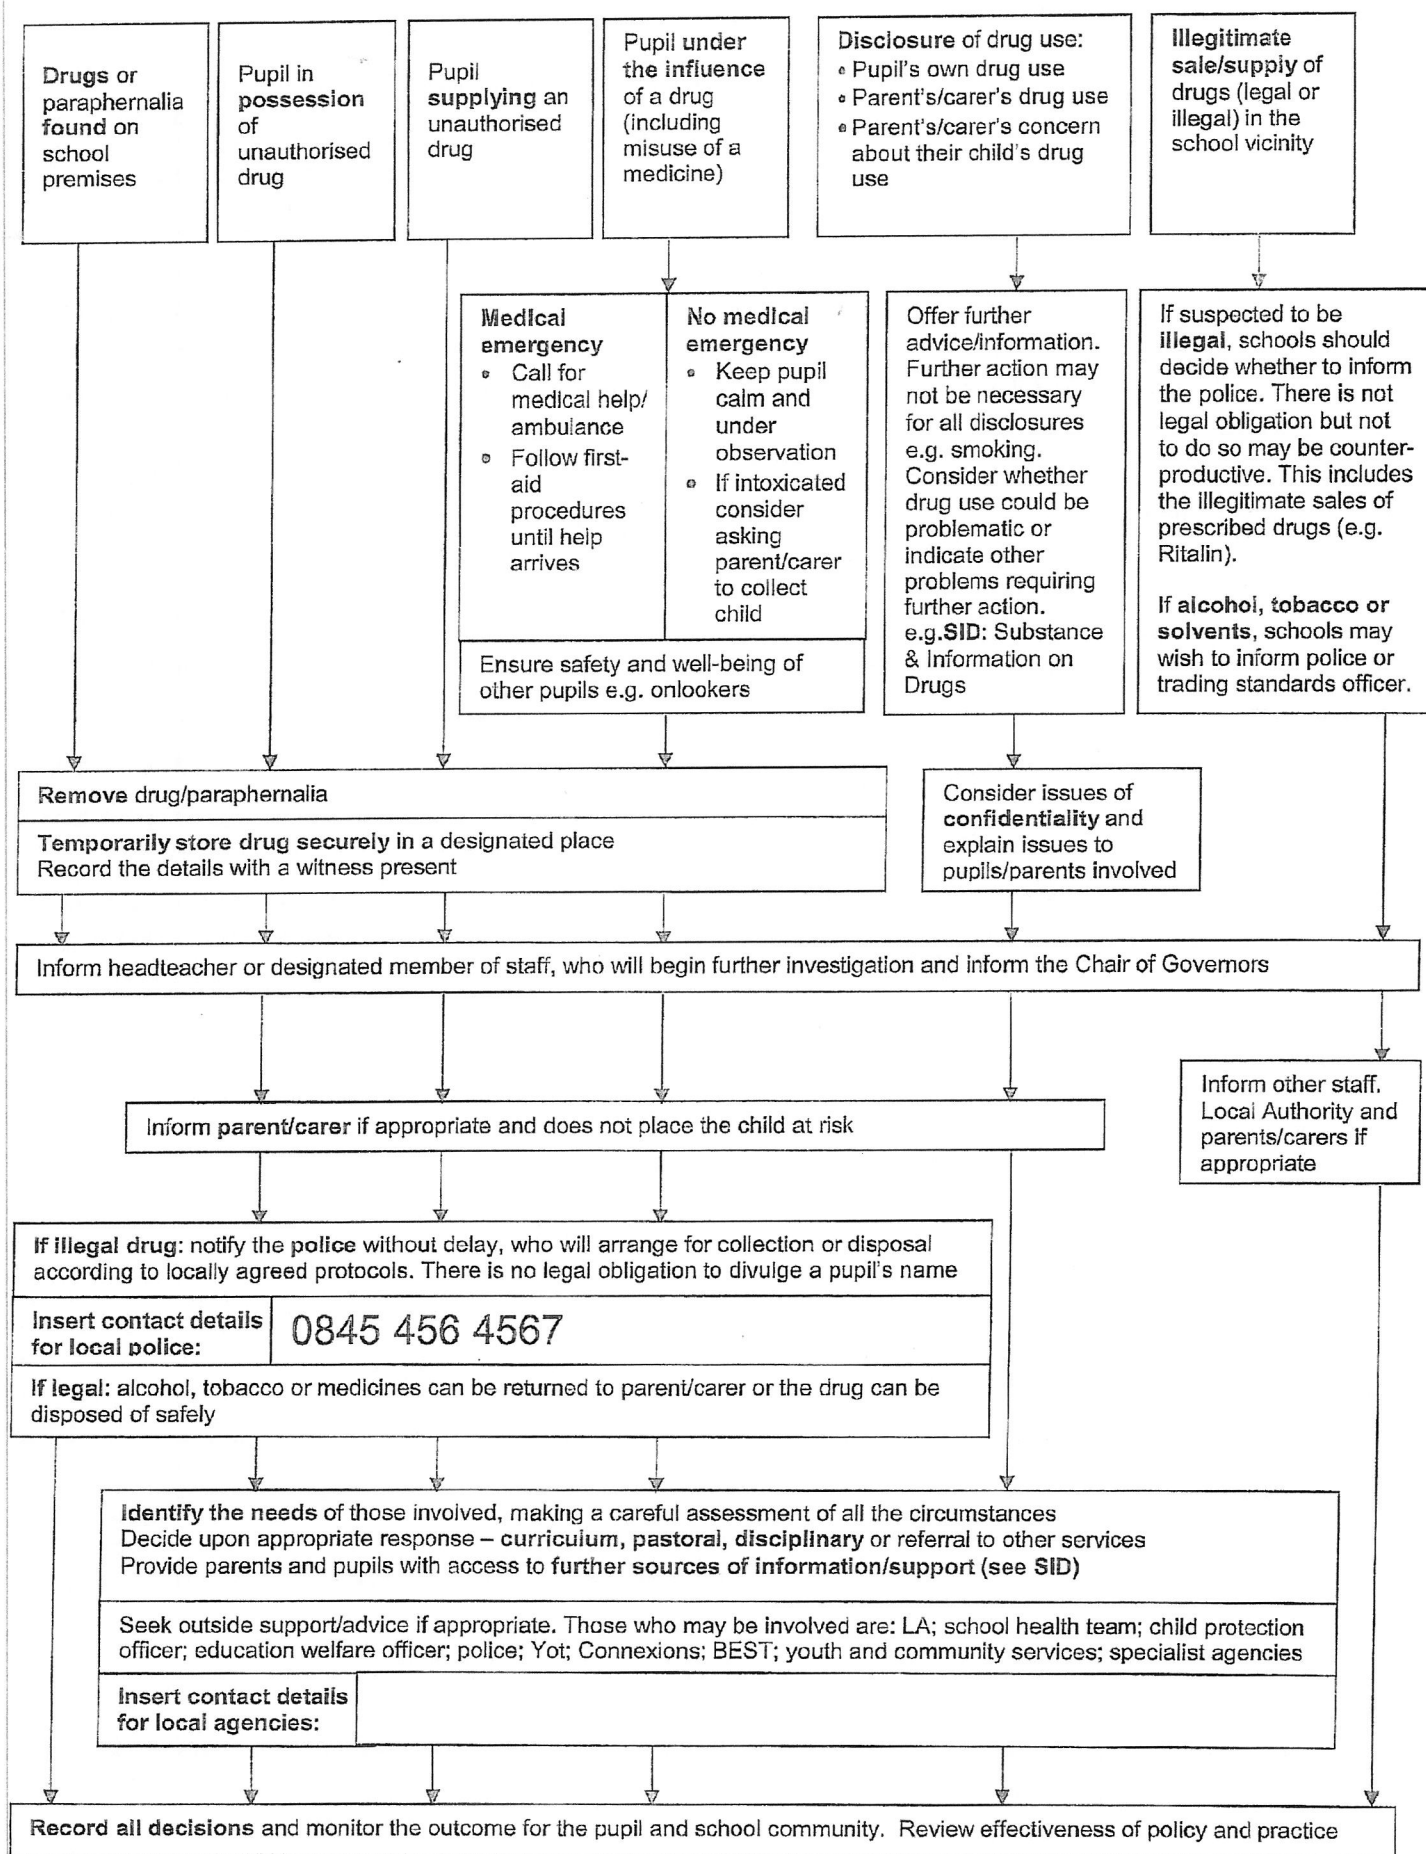 Drugs or
paraphernalia
found on
school
premises
Pupil in
possession
of
unauthorised
drug
Pupil
supplying an
unauthorised
drug
Pupil under
the influence
of a drug
(including
misuse of a
medicine)
Disclosure of drug use:
• Pupil's own drug use
• Parent's/carer's drug use
• Parent's/carer's concern
about their child's drug
use
Illegitimate
sale/supply of
drugs (legal or
illegal) in the
school vicinity
Medical
emergency
• Call for
medical help/
ambulance
• Follow first-
aid
procedures
until help
arrives
No medical
emergency
• Keep pupil
calm and
under
observation
• If intoxicated
consider
asking
parent/carer
to collect
child
Ensure safety and well-being of
other pupils e.g. onlookers
Offer further
advice/information.
Further action may
not be necessary
for all disclosures
e.g. smoking.
Consider whether
drug use could be
problematic or
indicate other
problems requiring
further action.
e.g.SID: Substance
& Information on
Drugs
If suspected to be
illegal, schools should
decide whether to inform
the police. There is not
legal obligation but not
to do so may be counter-
productive. This includes
the illegitimate sales of
prescribed drugs (e.g.
Ritalin).
If alcohol, tobacco or
solvents, schools may
wish to inform police or
trading standards officer.
Remove drug/paraphernalia
Temporarily store drug securely in a designated place
Record the details with a witness present
Consider issues of
confidentiality and
explain issues to
pupils/parents involved
Inform headteacher or designated member of staff, who will begin further investigation and inform the Chair of Governors
Inform parent/carer if appropriate and does not place the child at risk
Inform other staff.
Local Authority and
parents/carers if
appropriate
If illegal drug: notify the police without delay, who will arrange for collection or disposal
according to locally agreed protocols. There is no legal obligation to divulge a pupil's name
Insert contact details
for local police:
0845 456 4567
If legal: alcohol, tobacco or medicines can be returned to parent/carer or the drug can be
disposed of safely
Identify the needs of those involved, making a careful assessment of all the circumstances
Decide upon appropriate response – curriculum, pastoral, disciplinary or referral to other services
Provide parents and pupils with access to further sources of information/support (see SID)
Seek outside support/advice if appropriate. Those who may be involved are: LA; school health team; child protection
officer; education welfare officer; police; Yot; Connexions; BEST; youth and community services; specialist agencies
Insert contact details
for local agencies:
Record all decisions and monitor the outcome for the pupil and school community. Review effectiveness of policy and practice